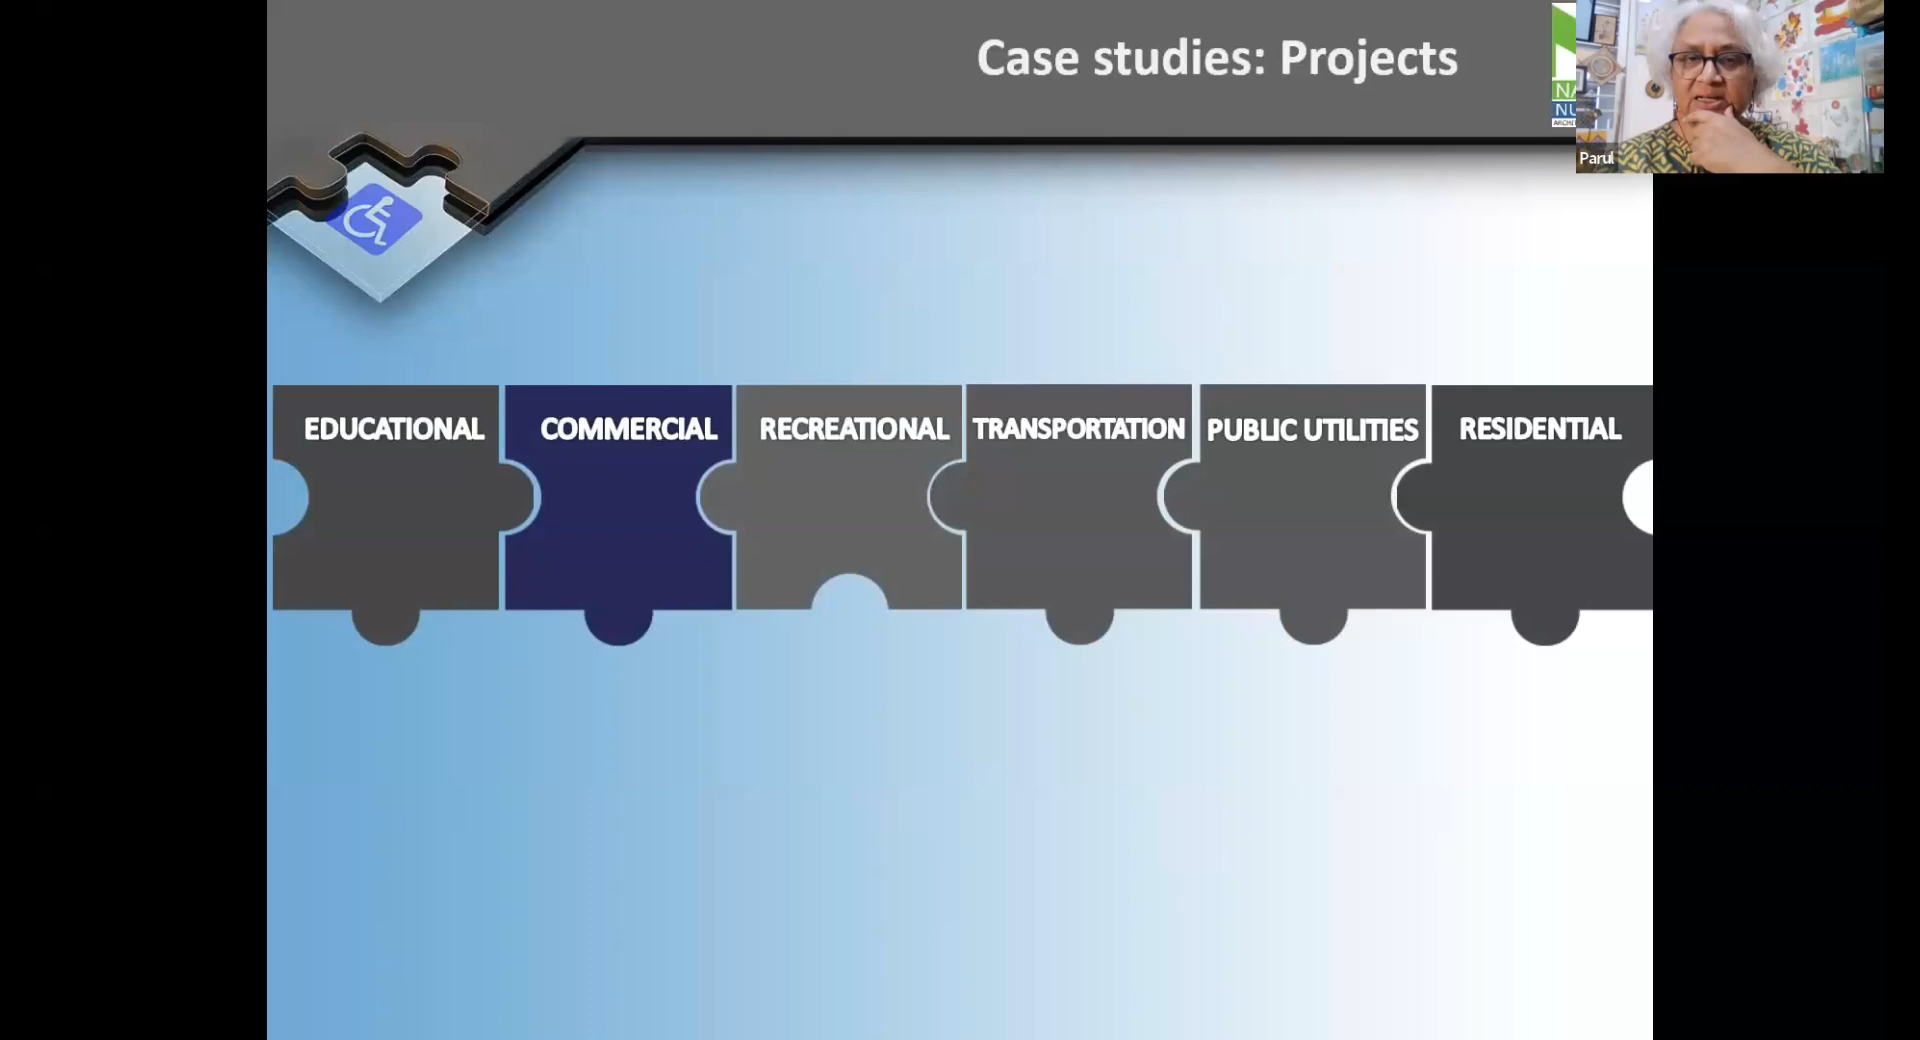 Case studies: Projects
Parul
EDUCATIONAL
COMMERCIAL
RECREATIONAL
TRANSPORTATION
PUBLIC UTILITIES
RESIDENTIAL